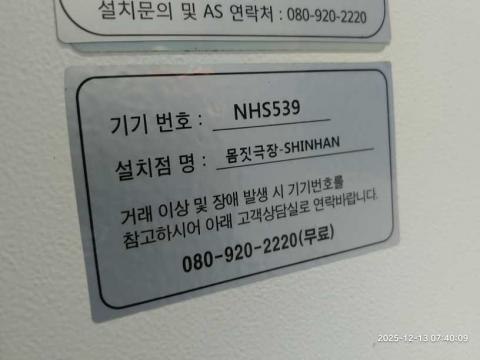 설치문의 및 AS 연락처 : 080-920-2220
기기 번호 : NHS539
설치점 명 : 몸짓극장-SHINHAN
거래 이상 및 장애 발생 시 기기번호를
참고하시어 아래 고객상담실로 연락바랍니다.
080-920-2220(무료)
2025-12-13 07:40:09